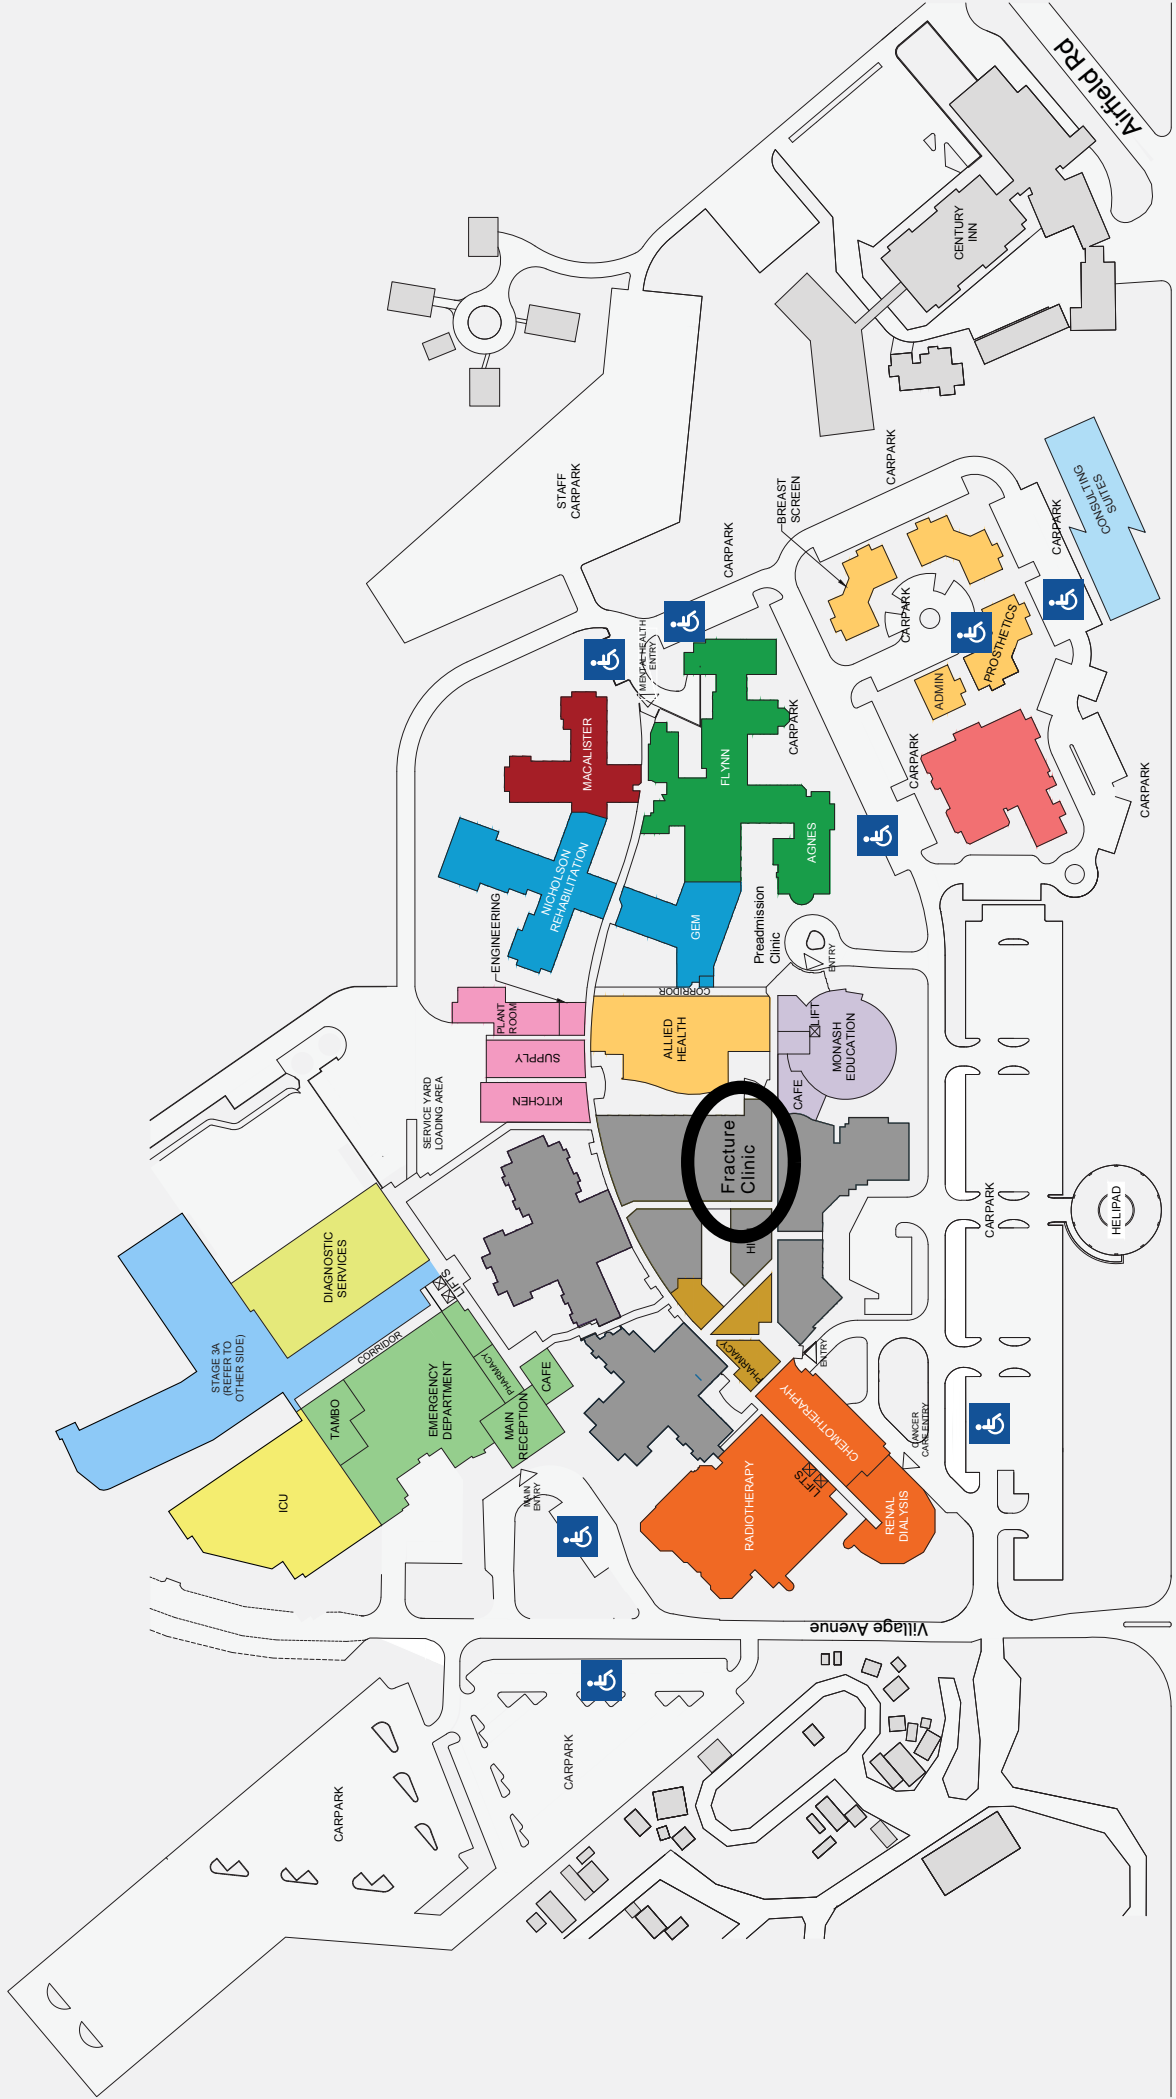 Airfield Rd
CENTURY
INN
STAFF
CARPARK
CARPARK
BREAST
SCREEN
CARPARK
CONSULTING
SUITES
CARPARK
CARPARK
PROSTHETICS
ADMIN
CARPARK
CARPARK
MENTAL HEALTH
ENTRY
MACALISTER
FLYNN
CARPARK
AGNES
NICHOLSON
REHABILITATION
GEM
ENGINEERING
Preadmission
Clinic
ENTRY
CORRIDOR
PLANT
ROOM
SUPPLY
KITCHEN
ALLIED
HEALTH
LIFT
MONASH
EDUCATION
CAFE
SERVICE YARD
LOADING AREA
Fracture
Clinic
HI
CARPARK
HELIPAD
DIAGNOSTIC
SERVICES
LIFTS
CORRIDOR
STAGE 3A
(REFER TO
OTHER SIDE)
TAMBO
EMERGENCY
DEPARTMENT
PHARMACY
CAFE
MAIN
RECEPTION
MAIN
ENTRY
ICU
PHARMACY
ENTRY
CHEMOTHERAPY
RADIOTHERAPY
LIFTS
CANCER
CARE ENTRY
RENAL
DIALYSIS
Village Avenue
CARPARK
CARPARK